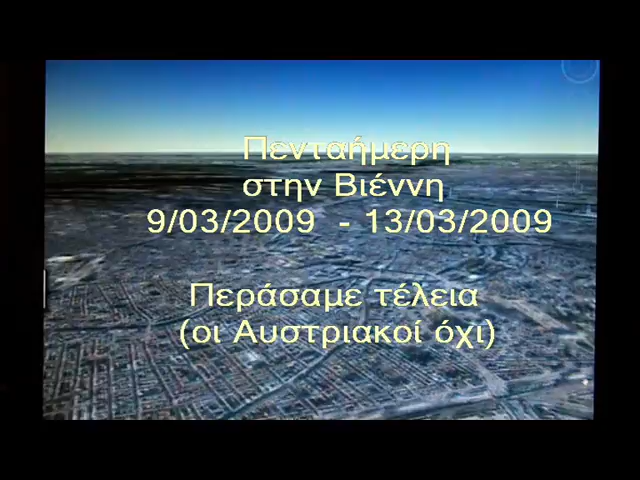 Πενταήμερη
στην Βιέννη
9/03/2009 - 13/03/2009
Περάσαμε τέλεια
(οι Αυστριακοί όχι)